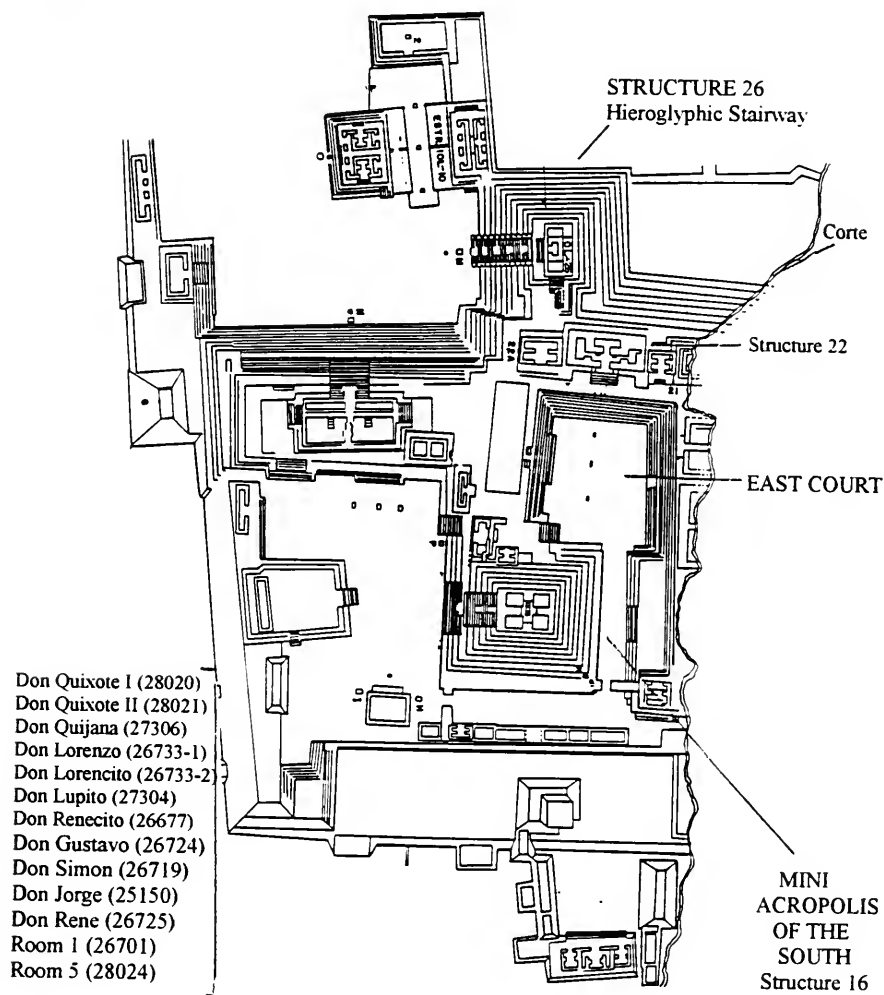 STRUCTURE 26
Hieroglyphic Stairway
Corte
Structure 22
EAST COURT
Don Quixote I (28020)
Don Quixote II (28021)
Don Quijana (27306)
Don Lorenzo (26733-1)
Don Lorencito (26733-2)
Don Lupito (27304)
Don Renecito (26677)
Don Gustavo (26724)
Don Simon (26719)
Don Jorge (25150)
Don Rene (26725)
Room 1 (26701)
Room 5 (28024)
MINI
ACROPOLIS
OF THE
SOUTH
Structure 16